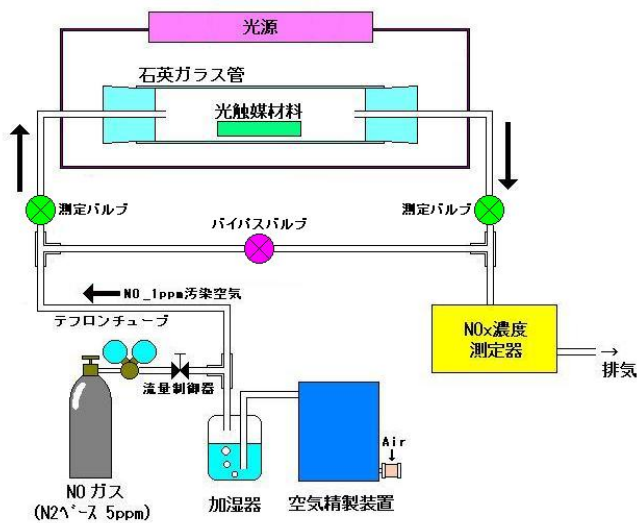 光源
石英ガラス管
光触媒材料
測定バルブ
バイパスバルブ
測定バルブ
NO_1ppm汚染空気
テフロンチューブ
NOx濃度
測定器
→
排気
流量制御器
Air
NOガス
(N2ベース 5ppm)
加湿器
空気精製装置